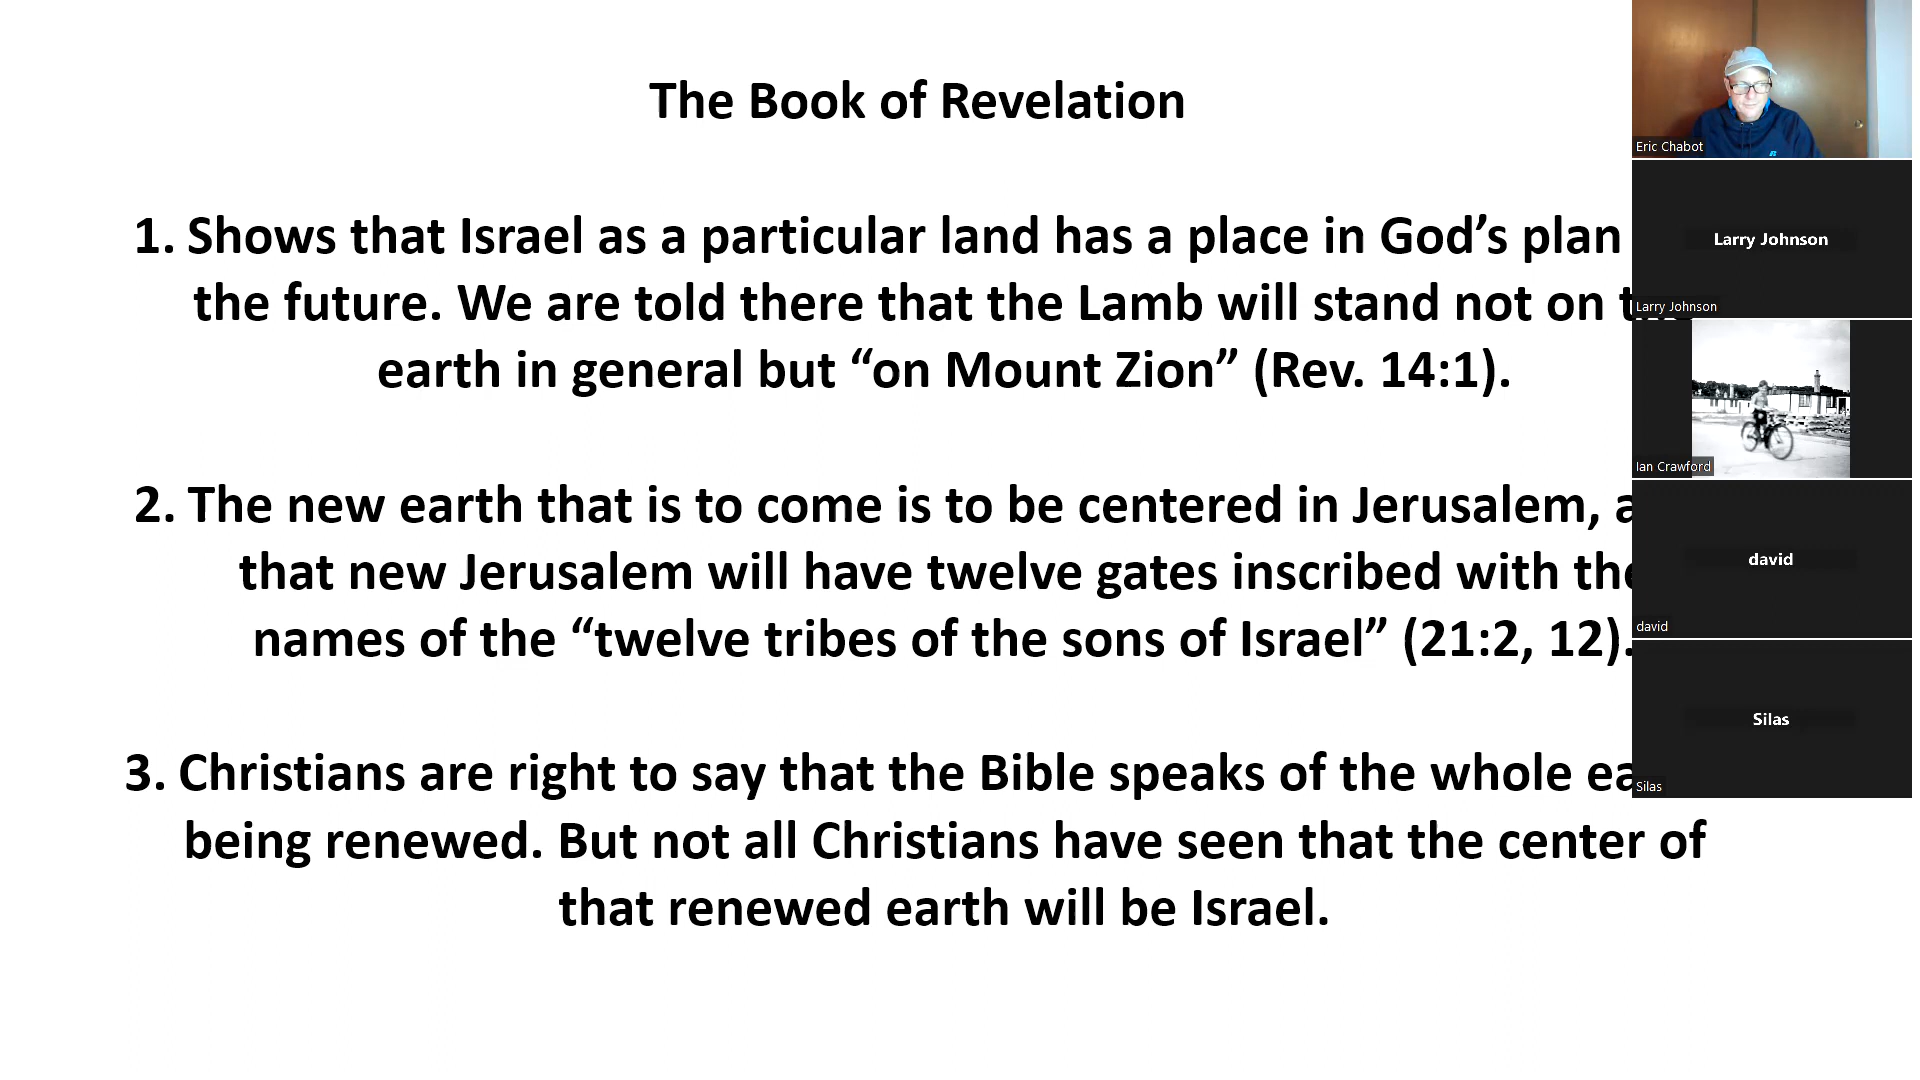 The Book of Revelation
1. Shows that Israel as a particular land has a place in God’s plan
the future. We are told there that the Lamb will stand not on
earth in general but “on Mount Zion” (Rev. 14:1).
2. The new earth that is to come is to be centered in Jerusalem,
that new Jerusalem will have twelve gates inscribed with the
names of the “twelve tribes of the sons of Israel” (21:2, 12).
3. Christians are right to say that the Bible speaks of the whole
being renewed. But not all Christians have seen that the center of
that renewed earth will be Israel.
Eric Chabot
Larry Johnson
Larry Johnson
Ian Crawford
david
david
Silas
Silas